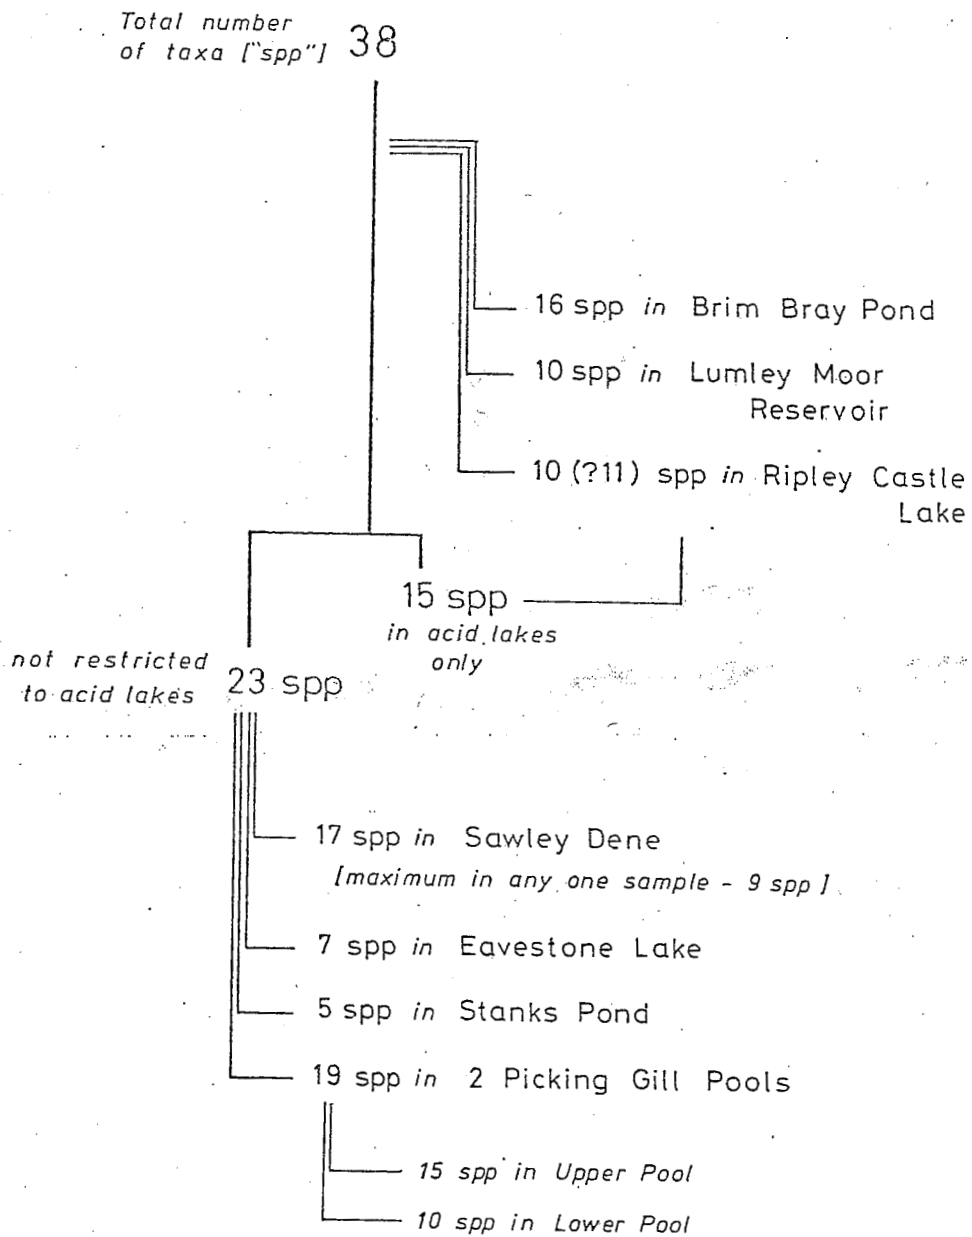 Total number
of taxa ["spp"] 38
16 spp in Brim Bray Pond
10 spp in Lumley Moor
Reservoir
10 (?11) spp in Ripley Castle
Lake
15 spp
in acid lakes
only
not restricted
to acid lakes 23 spp
17 spp in Sawley Dene
[maximum in any one sample - 9 spp]
7 spp in Eavestone Lake
5 spp in Stanks Pond
19 spp in 2 Picking Gill Pools
15 spp in Upper Pool
10 spp in Lower Pool